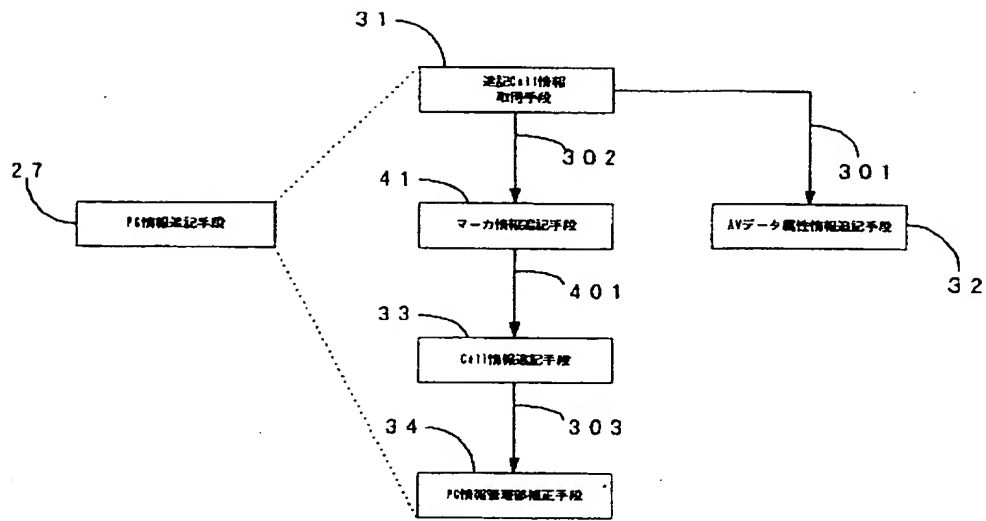 31
追記Cell情報
取得手段
302
301
27
41
PG情報追記手段
マーカ情報追記手段
AVデータ属性情報追記手段
401
32
33
Cell情報追記手段
303
34
PG情報管理部補正手段